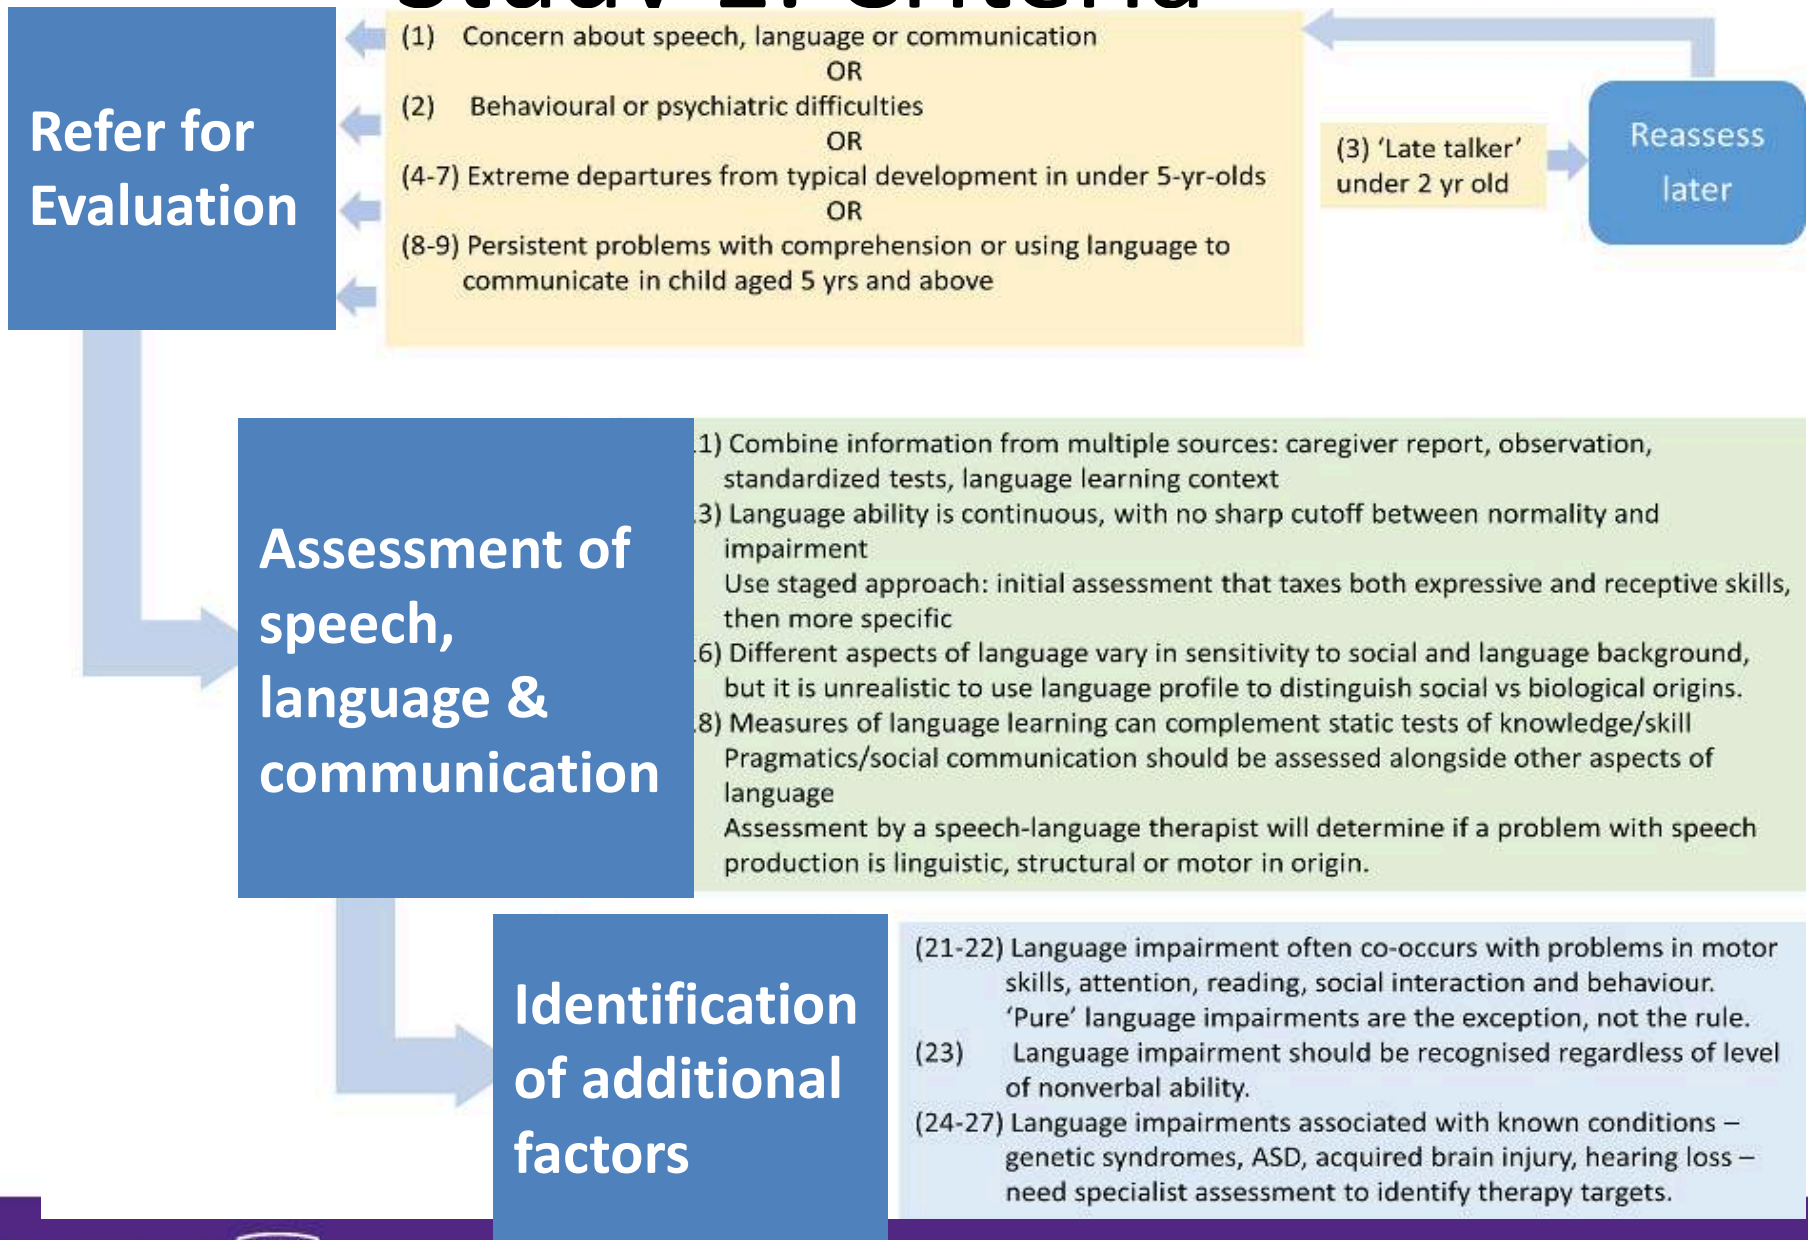 Study 1: Criteria
Refer for
Evaluation
(1) Concern about speech, language or communication
OR
(2) Behavioural or psychiatric difficulties
OR
(4-7) Extreme departures from typical development in under 5-yr-olds
OR
(8-9) Persistent problems with comprehension or using language to
communicate in child aged 5 yrs and above
(3) ‘Late talker’
under 2 yr old
Reassess
later
Assessment of
speech,
language &
communication
1) Combine information from multiple sources: caregiver report, observation,
standardized tests, language learning context
3) Language ability is continuous, with no sharp cutoff between normality and
impairment
Use staged approach: initial assessment that taxes both expressive and receptive skills,
then more specific
6) Different aspects of language vary in sensitivity to social and language background,
but it is unrealistic to use language profile to distinguish social vs biological origins.
8) Measures of language learning can complement static tests of knowledge/skill
Pragmatics/social communication should be assessed alongside other aspects of
language
Assessment by a speech-language therapist will determine if a problem with speech
production is linguistic, structural or motor in origin.
Identification
of additional
factors
(21-22) Language impairment often co-occurs with problems in motor
skills, attention, reading, social interaction and behaviour.
‘Pure’ language impairments are the exception, not the rule.
(23) Language impairment should be recognised regardless of level
of nonverbal ability.
(24-27) Language impairments associated with known conditions –
genetic syndromes, ASD, acquired brain injury, hearing loss –
need specialist assessment to identify therapy targets.